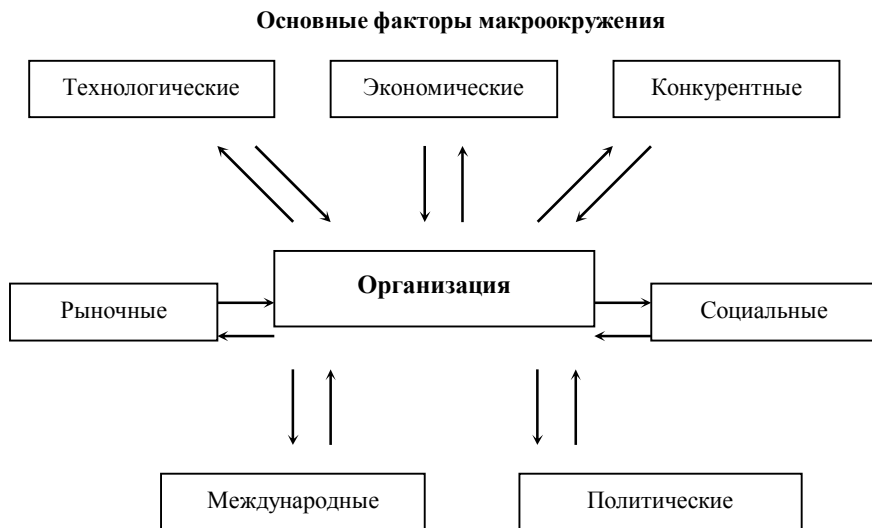 Основные факторы макроокружения
Технологические
Экономические
Конкурентные
Организация
Рыночные
Социальные
Международные
Политические